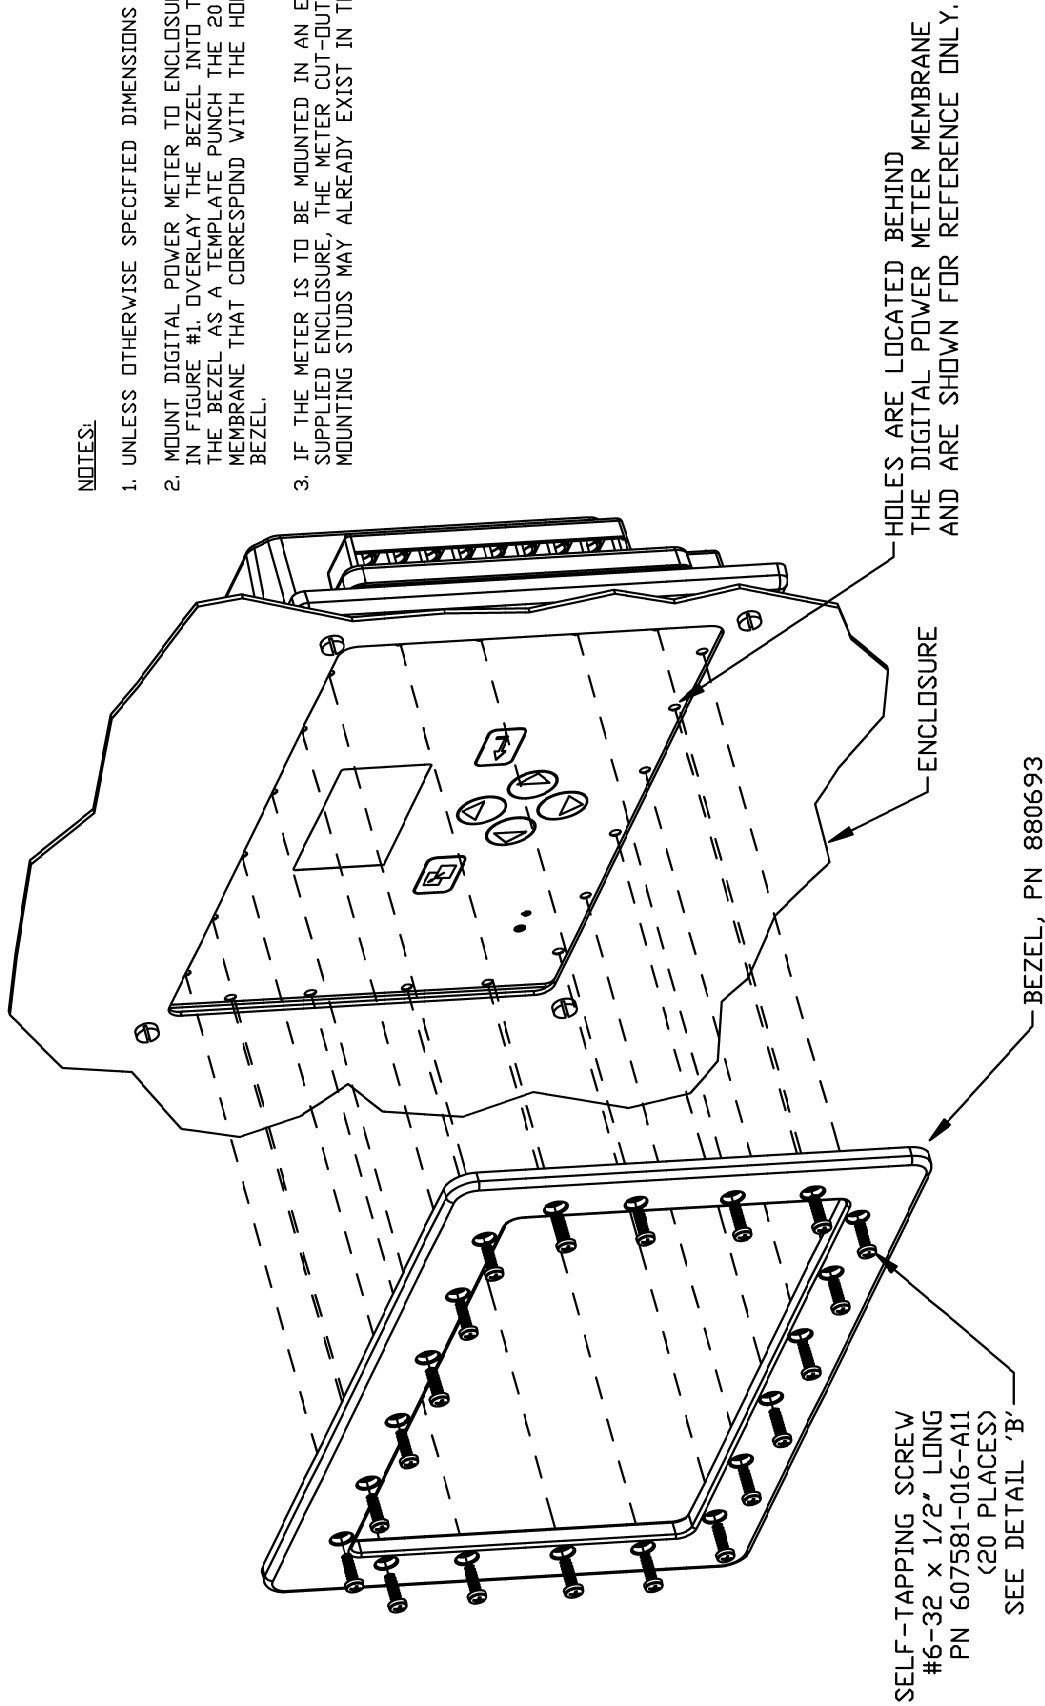 NOTES:
1. UNLESS OTHERWISE SPECIFIED DIMENSIONS
2. MOUNT DIGITAL POWER METER TO ENCLOSUR
IN FIGURE #1. OVERLAY THE BEZEL INTO T
THE BEZEL AS A TEMPLATE PUNCH THE 20
MEMBRANE THAT CORRESPOND WITH THE HOL
BEZEL.
3. IF THE METER IS TO BE MOUNTED IN AN E
SUPPLIED ENCLOSURE, THE METER CUT-OUT
MOUNTING STUDS MAY ALREADY EXIST IN TH
HOLES ARE LOCATED BEHIND
THE DIGITAL POWER METER MEMBRANE
AND ARE SHOWN FOR REFERENCE ONLY.
ENCLOSURE
BEZEL, PN 880693
SELF-TAPPING SCREW
#6-32 x 1/2" LONG
PN 607581-016-A11
(20 PLACES)
SEE DETAIL 'B'